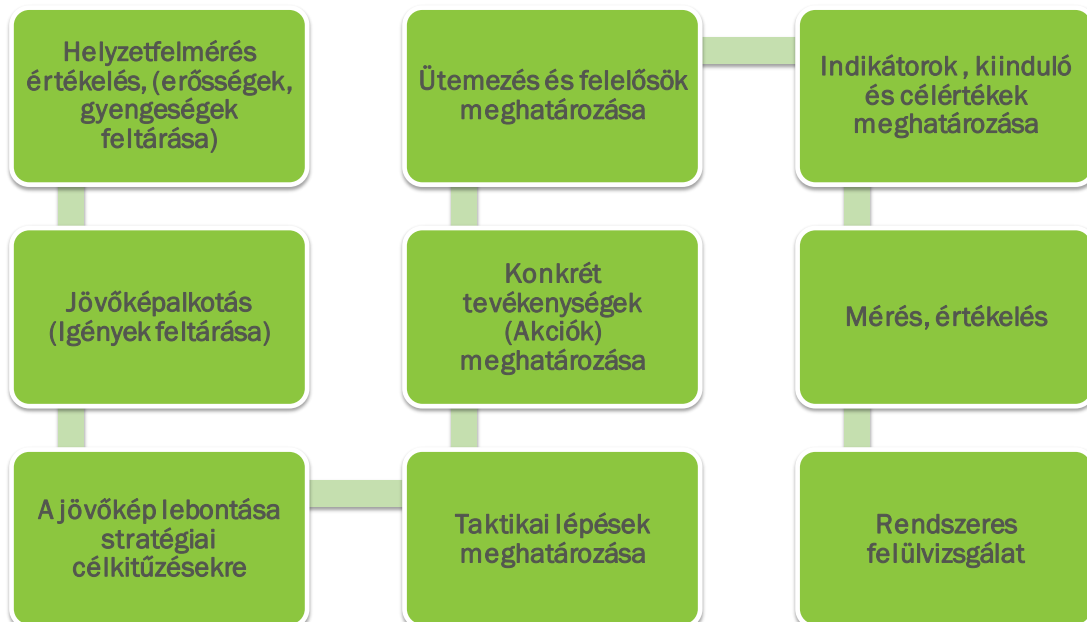 Helyzetfelmérés
értékelés, (erősségek,
gyengeségek
feltárása)
Jövőképalkotás
(Igények feltárása)
A jövőkép lebontása
stratégiai
célkitűzésekre
Taktikai lépések
meghatározása
Konkrét
tevékenységek
(Akciók)
meghatározása
Ütemezés és felelősök
meghatározása
Indikátorok , kiinduló
és célértékek
meghatározása
Mérés, értékelés
Rendszeres
felülvizsgálat